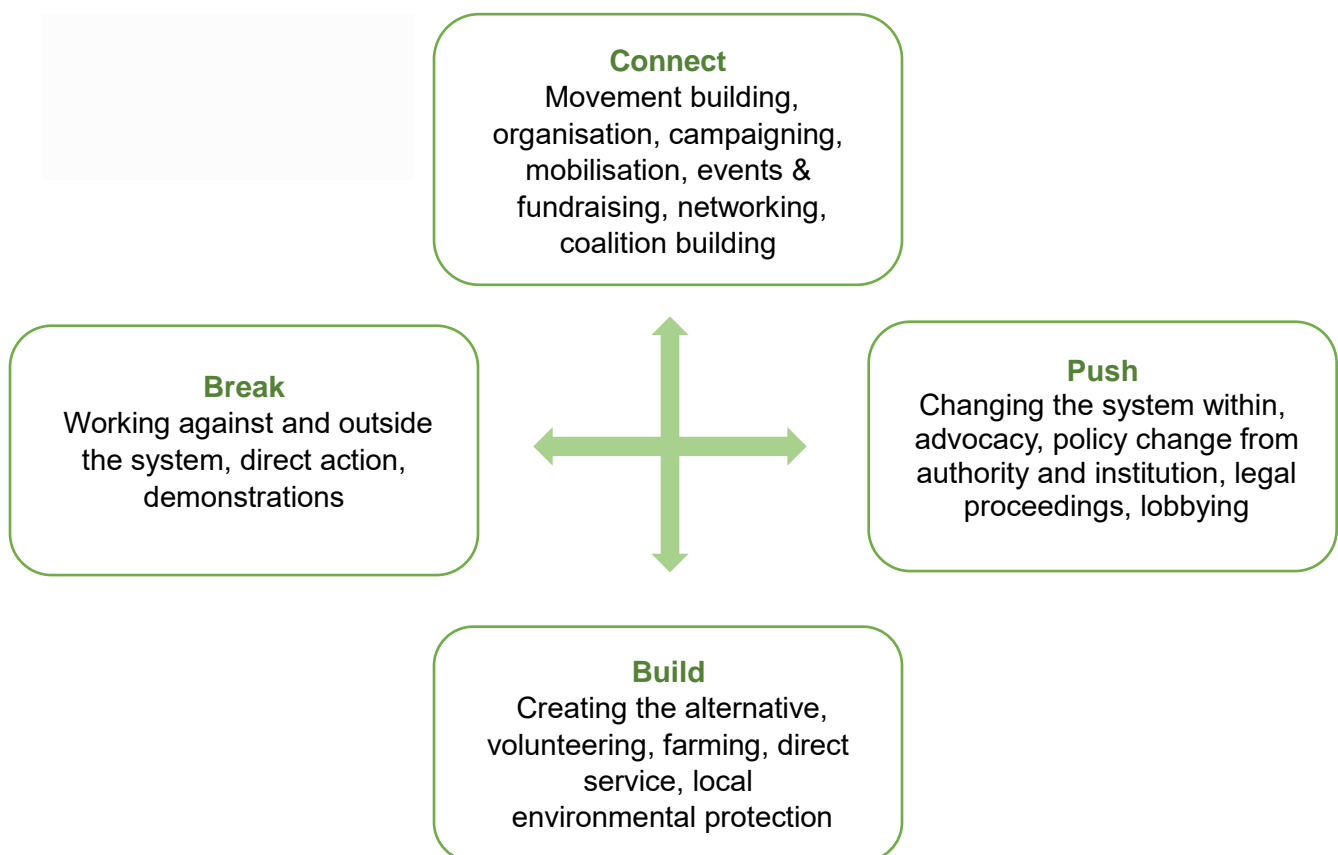 Connect
Movement building,
organisation, campaigning,
mobilisation, events &
fundraising, networking,
coalition building
Break
Working against and outside
the system, direct action,
demonstrations
Push
Changing the system within,
advocacy, policy change from
authority and institution, legal
proceedings, lobbying
Build
Creating the alternative,
volunteering, farming, direct
service, local
environmental protection